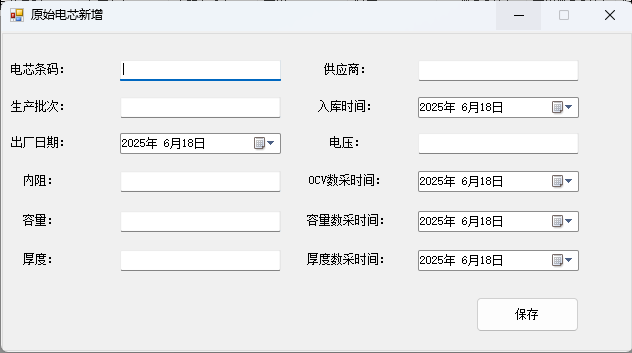 原始电芯新增
电芯条码： 供应商：
生产批次： 入库时间： 2025年 6月18日
出厂日期： 2025年 6月18日 电压：
内阻： OCV数采时间： 2025年 6月18日
容量： 容量数采时间： 2025年 6月18日
厚度： 厚度数采时间： 2025年 6月18日
保存